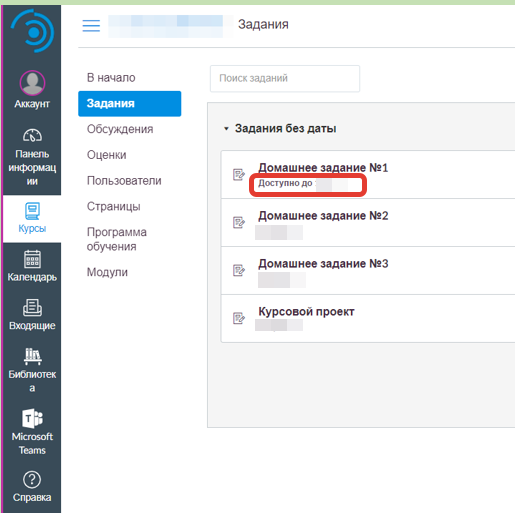 Задания
Аккаунт
Панель
информац
ии
Курсы
Календарь
Входящие
Библиотек
а
Microsoft
Teams
Справка
В начало
Задания
Обсуждения
Оценки
Пользователи
Страницы
Программа
обучения
Модули
Поиск заданий
Задания без даты
Домашнее задание №1
Доступно до
Домашнее задание №2
Домашнее задание №3
Курсовой проект